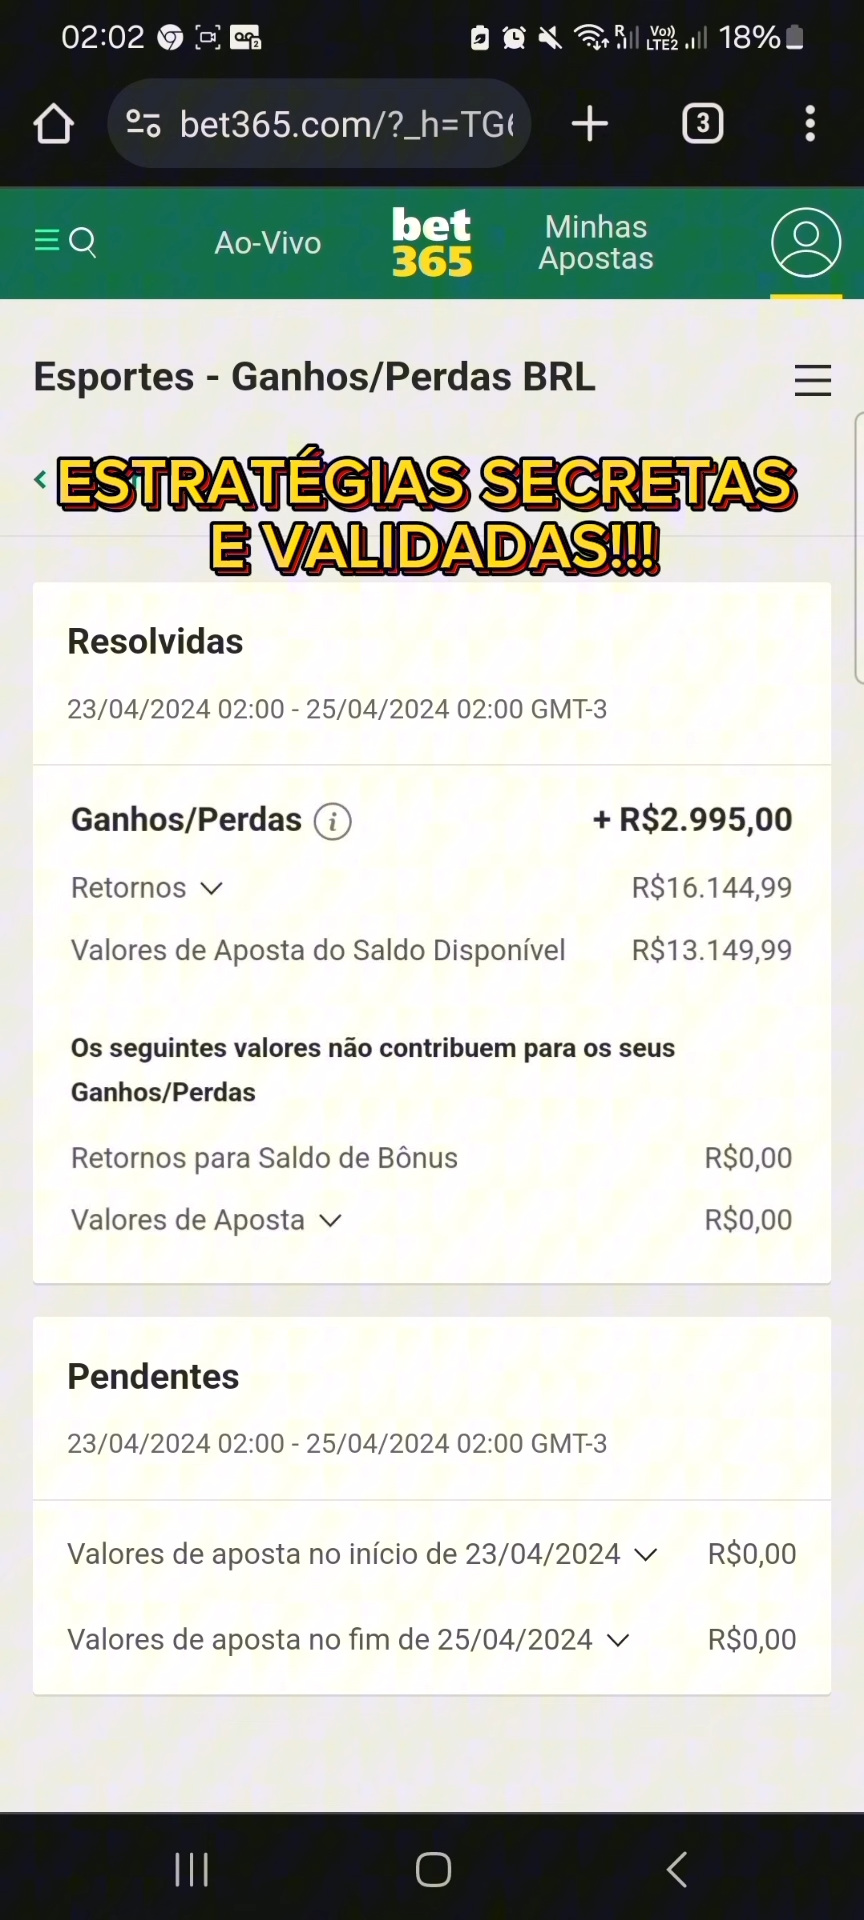 02:02
R
Vo))
LTE2
18%
bet365.com/?_h=TG
3
Ao-Vivo
bet
365
Minhas
Apostas
Esportes - Ganhos/Perdas BRL
ESTRATÉGIAS SECRETAS
E VALIDADAS!!!
Resolvidas
23/04/2024 02:00 - 25/04/2024 02:00 GMT-3
Ganhos/Perdas i + R$2.995,00
Retornos R$16.144,99
Valores de Aposta do Saldo Disponível R$13.149,99
Os seguintes valores não contribuem para os seus
Ganhos/Perdas
Retornos para Saldo de Bônus R$0,00
Valores de Aposta R$0,00
Pendentes
23/04/2024 02:00 - 25/04/2024 02:00 GMT-3
Valores de aposta no início de 23/04/2024 R$0,00
Valores de aposta no fim de 25/04/2024 R$0,00